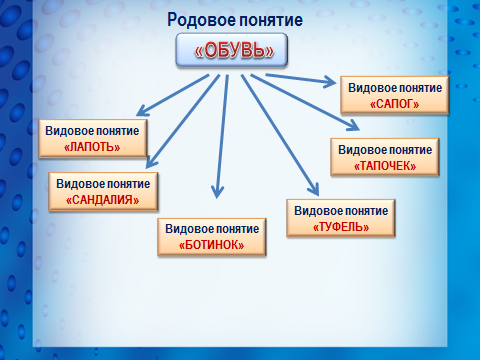 Родовое понятие
«ОБУВЬ»
Видовое понятие
«САПОГ»
Видовое понятие
«ЛАПОТЬ»
Видовое понятие
«ТАПОЧЕК»
Видовое понятие
«САНДАЛИЯ»
Видовое понятие
«ТУФЕЛЬ»
Видовое понятие
«БОТИНОК»